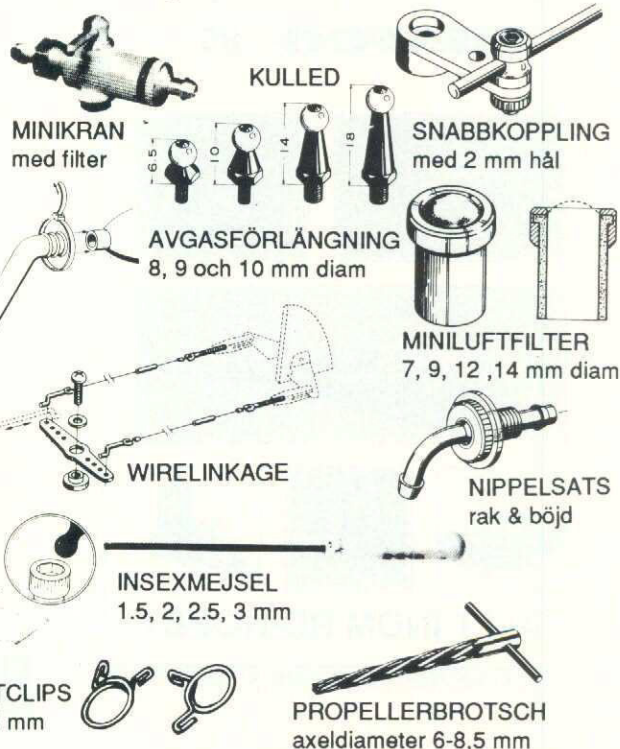 KULLED
MINIKRAN
med filter
6.5
10
14
18
SNABBKOPPLING
med 2 mm hål
AVGASFÖRLÄNGNING
8, 9 och 10 mm diam
MINILUFTFILTER
7, 9, 12 ,14 mm diam
WIRELINKAGE
NIPPELSATS
rak & böjd
INSEXMEJSEL
1.5, 2, 2.5, 3 mm
TCLIPS
mm
PROPELLERBROTSCH
axeldiameter 6-8,5 mm